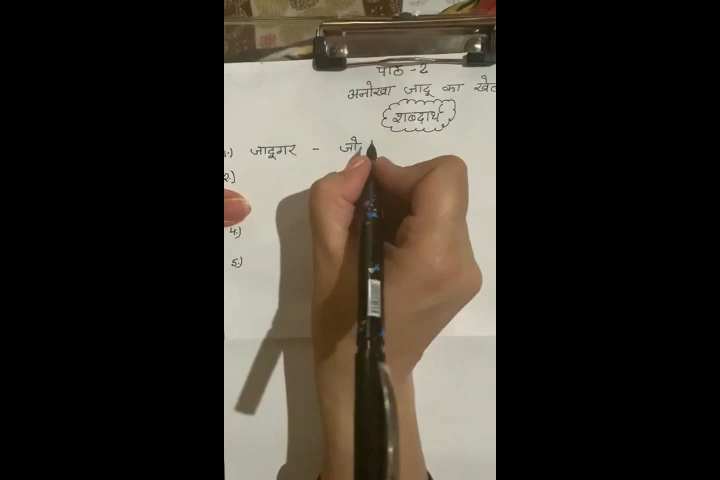 पाठ -2
अनोखा जादू का
शब्दार्थ
1.) जादूगर - जो
2.)
4.)
5.)